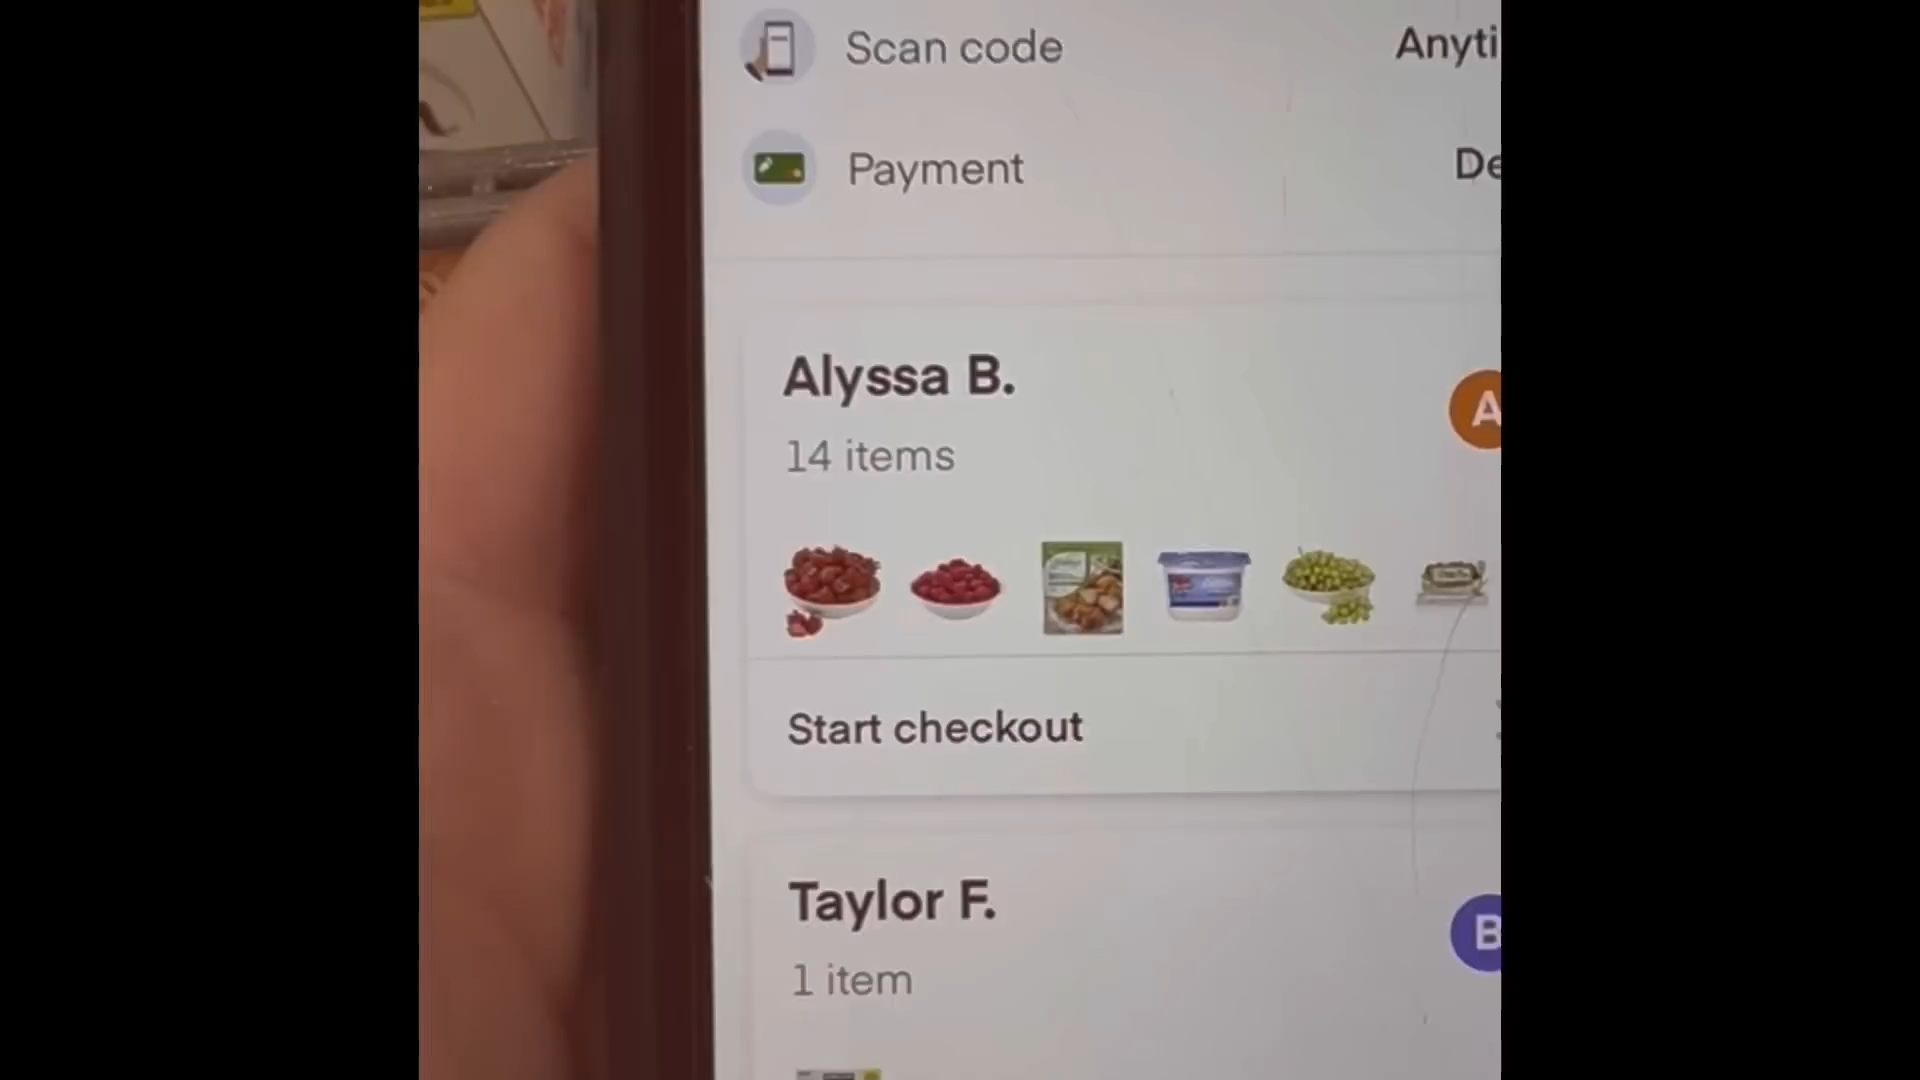 Scan code
Anyti
Payment
De
Alyssa B.
A
14 items
Start checkout
Taylor F.
B
1 item